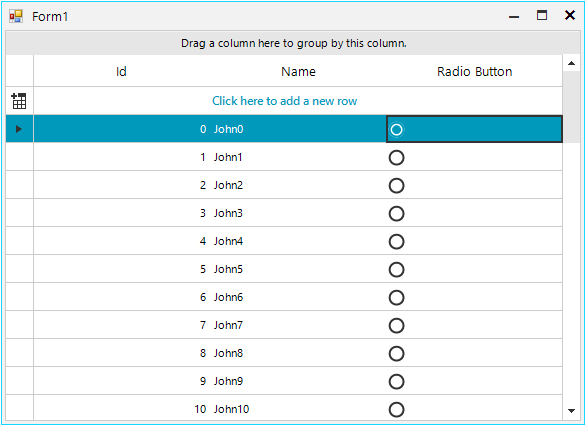 Form1
Drag a column here to group by this column.
Id Name Radio Button
Click here to add a new row
0 John0
1 John1
2 John2
3 John3
4 John4
5 John5
6 John6
7 John7
8 John8
9 John9
10 John10